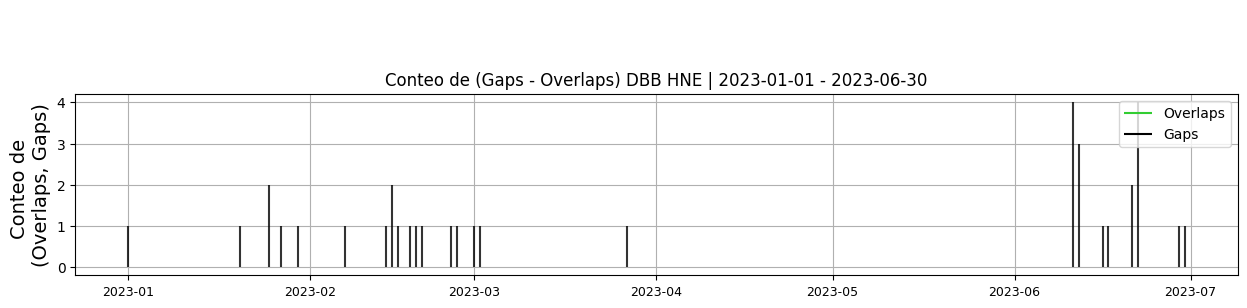 Conteo de (Gaps - Overlaps) DBB HNE | 2023-01-01 - 2023-06-30
Conteo de
(Overlaps, Gaps)
4
3
2
1
0
Overlaps
Gaps
2023-01
2023-02
2023-03
2023-04
2023-05
2023-06
2023-07